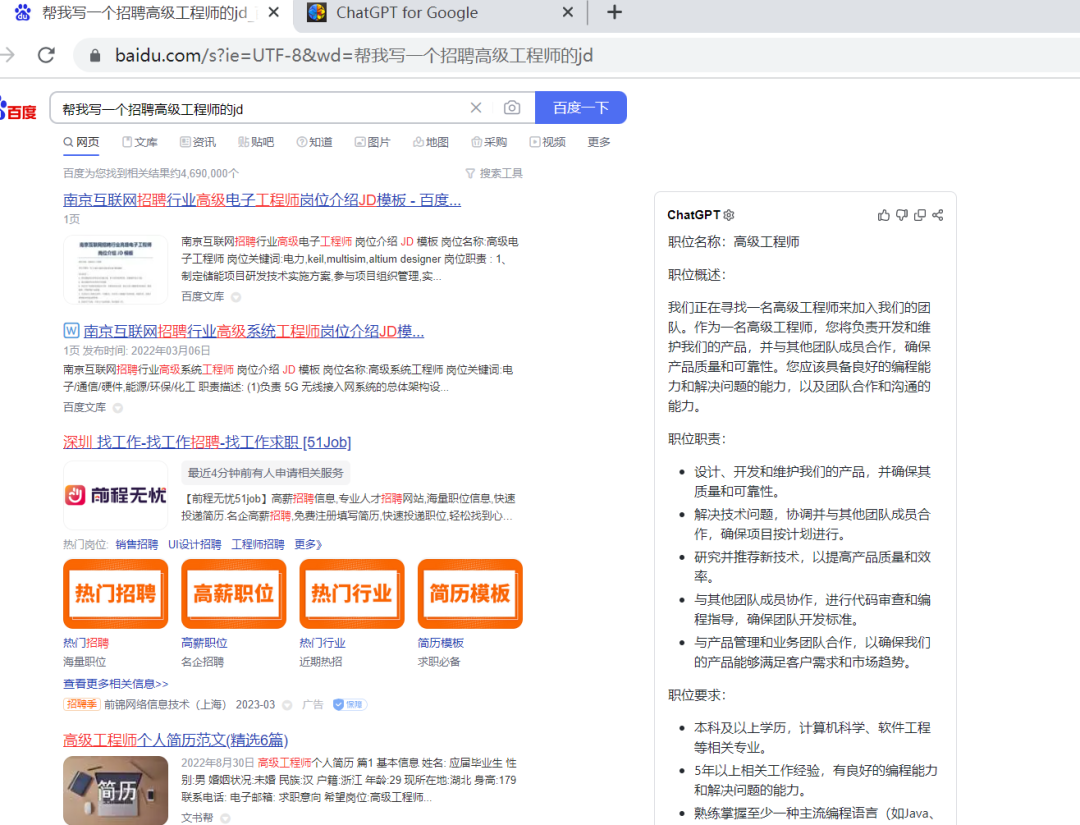 帮我写一个招聘高级工程师的jd_
ChatGPT for Google
baidu.com/s?ie=UTF-8&wd=帮我写一个招聘高级工程师的jd
百度
帮我写一个招聘高级工程师的jd
百度一下
网页 文库 资讯 贴吧 知道 图片 地图 采购 视频 更多
百度为您找到相关结果约4,690,000个 搜索工具
南京互联网招聘行业高级电子工程师岗位介绍JD模板 - 百度...
1页
南京互联网招聘行业高级电子工程师 岗位介绍 JD 模板 岗位名称:高级电
子工程师 岗位关键词:电力,keil,multisim,altium designer 岗位职责 : 1、
制定储能项目研发技术实施方案,参与项目组织管理,实...
百度文库
W 南京互联网招聘行业高级系统工程师岗位介绍JD模...
1页 发布时间: 2022年03月06日
南京互联网招聘行业高级系统工程师 岗位介绍 JD 模板 岗位名称:高级系统工程师 岗位关键词:电
子/通信/硬件,能源/环保/化工 职责描述: (1)负责 5G 无线接入网系统的总体架构设...
百度文库
深圳 找工作-找工作招聘-找工作求职 [51Job]
最近4分钟前有人申请相关服务
前程无忧
【前程无忧51job】高薪招聘信息,专业人才招聘网站,海量职位信息,快速
投递简历.名企高薪招聘,免费注册填写简历,快速投递职位,轻松找到心...
热门岗位: 销售招聘 UI设计招聘 工程师招聘 更多》
热门招聘 高薪职位 热门行业 简历模板
热门招聘 高薪职位 热门行业 简历模板
海量职位 名企招聘 近期热招 求职必备
查看更多相关信息>>
招聘季 前锦网络信息技术（上海） 2023-03 广告 保障
高级工程师个人简历范文(精选6篇)
简历
2022年8月30日 高级工程师个人简历 篇1 基本信息 姓名: 应届毕业生 性
别:男 婚姻状况:未婚 民族:汉 户籍:浙江 年龄:29 现所在地:湖北 身高:179
联系电话: 电子邮箱: 求职意向 希望岗位:高级工程师...
文书帮
ChatGPT
职位名称：高级工程师
职位概述：
我们正在寻找一名高级工程师来加入我们的团
队。作为一名高级工程师，您将负责开发和维
护我们的产品，并与其他团队成员合作，确保
产品质量和可靠性。您应该具备良好的编程能
力和解决问题的能力，以及团队合作和沟通的
能力。
职位职责：
• 设计、开发和维护我们的产品，并确保其
质量和可靠性。
• 解决技术问题，协调并与其他团队成员合
作，确保项目按计划进行。
• 研究并推荐新技术，以提高产品质量和效
率。
• 与其他团队成员协作，进行代码审查和编
程指导，确保团队开发标准。
• 与产品管理和业务团队合作，以确保我们
的产品能够满足客户需求和市场趋势。
职位要求：
• 本科及以上学历，计算机科学、软件工程
等相关专业。
• 5年以上相关工作经验，有良好的编程能力
和解决问题的能力。
• 熟练掌握至少一种主流编程语言（如Java、